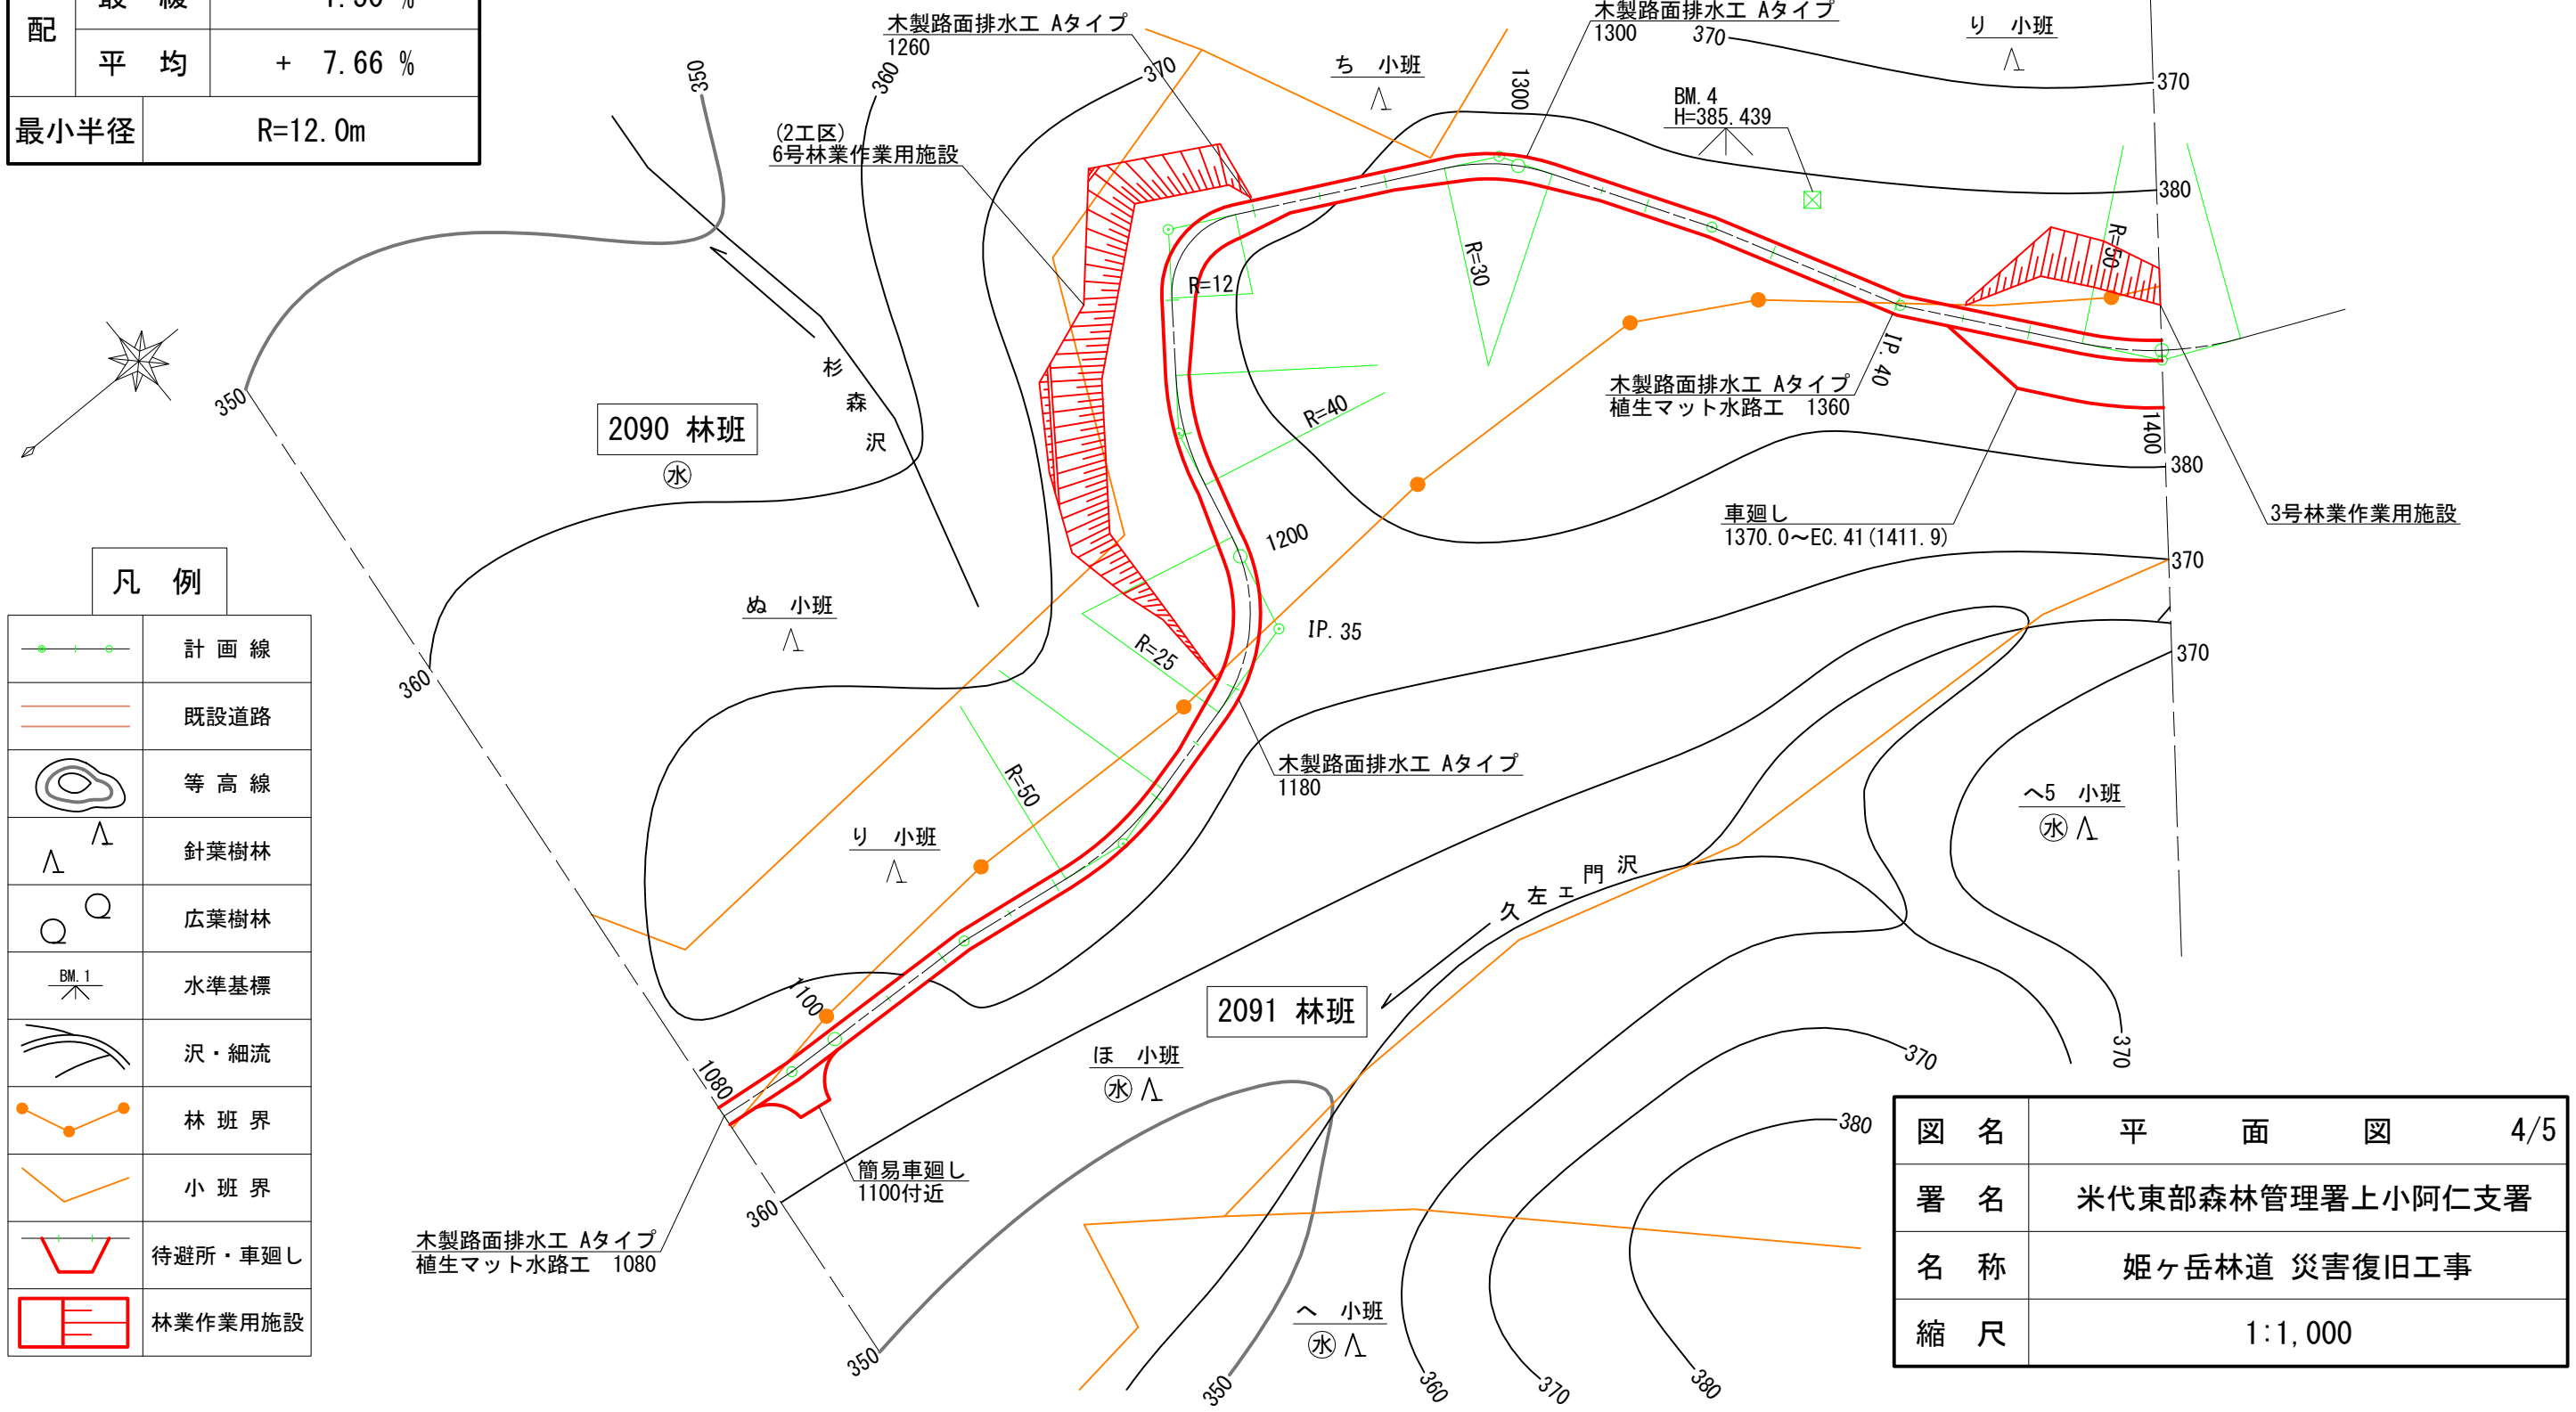 配
平 均
+ 7.66 %
最小半径
R=12.0m
木製路面排水工 Aタイプ
1260
(2工区)
6号林業作業用施設
木製路面排水工 Aタイプ
1300
370
り 小班
ち 小班
1300
BM.4
H=385.439
350
360
370
370
380
R=12
R=30
R=50
R=40
杉
森
沢
2090 林班
水
350
木製路面排水工 Aタイプ
植生マット水路工 1360
IP.40
1400
380
車廻し
1370.0～EC.41(1411.9)
3号林業作業用施設
370
1200
IP.35
370
ぬ 小班
R=25
360
R=50
木製路面排水工 Aタイプ
1180
り 小班
へ5 小班
水
久
左
エ
門
沢
1100
1080
2091 林班
ほ 小班
水
370
370
380
簡易車廻し
1100付近
360
木製路面排水工 Aタイプ
植生マット水路工 1080
へ 小班
水
350
350
360
370
380
凡 例
計 画 線
既設道路
等 高 線
針葉樹林
広葉樹林
BM.1
水準基標
沢・細流
林 班 界
小 班 界
待避所・車廻し
林業作業用施設
図 名
平 面 図 4/5
署 名
米代東部森林管理署上小阿仁支署
名 称
姫ヶ岳林道 災害復旧工事
縮 尺
1:1,000